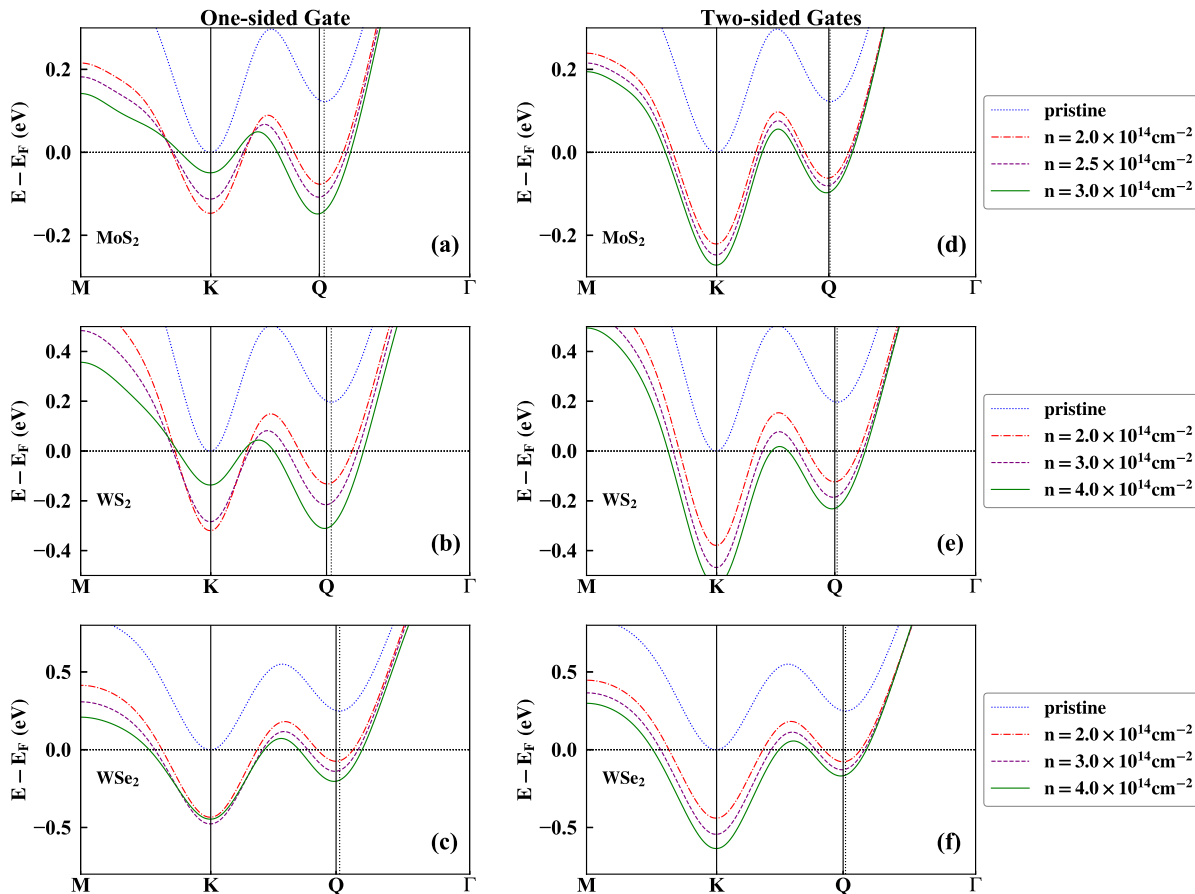 One-sided Gate
Two-sided Gates
E − E_F (eV)
0.2
0.0
−0.2
MoS₂
(a)
M K Q Γ
E − E_F (eV)
0.2
0.0
−0.2
MoS₂
(d)
M K Q Γ
pristine
n = 2.0 × 10¹⁴cm⁻²
n = 2.5 × 10¹⁴cm⁻²
n = 3.0 × 10¹⁴cm⁻²
E − E_F (eV)
0.4
0.2
0.0
−0.2
−0.4
WS₂
(b)
M K Q Γ
E − E_F (eV)
0.4
0.2
0.0
−0.2
−0.4
WS₂
(e)
M K Q Γ
pristine
n = 2.0 × 10¹⁴cm⁻²
n = 3.0 × 10¹⁴cm⁻²
n = 4.0 × 10¹⁴cm⁻²
E − E_F (eV)
0.5
0.0
−0.5
WSe₂
(c)
M K Q Γ
E − E_F (eV)
0.5
0.0
−0.5
WSe₂
(f)
M K Q Γ
pristine
n = 2.0 × 10¹⁴cm⁻²
n = 3.0 × 10¹⁴cm⁻²
n = 4.0 × 10¹⁴cm⁻²